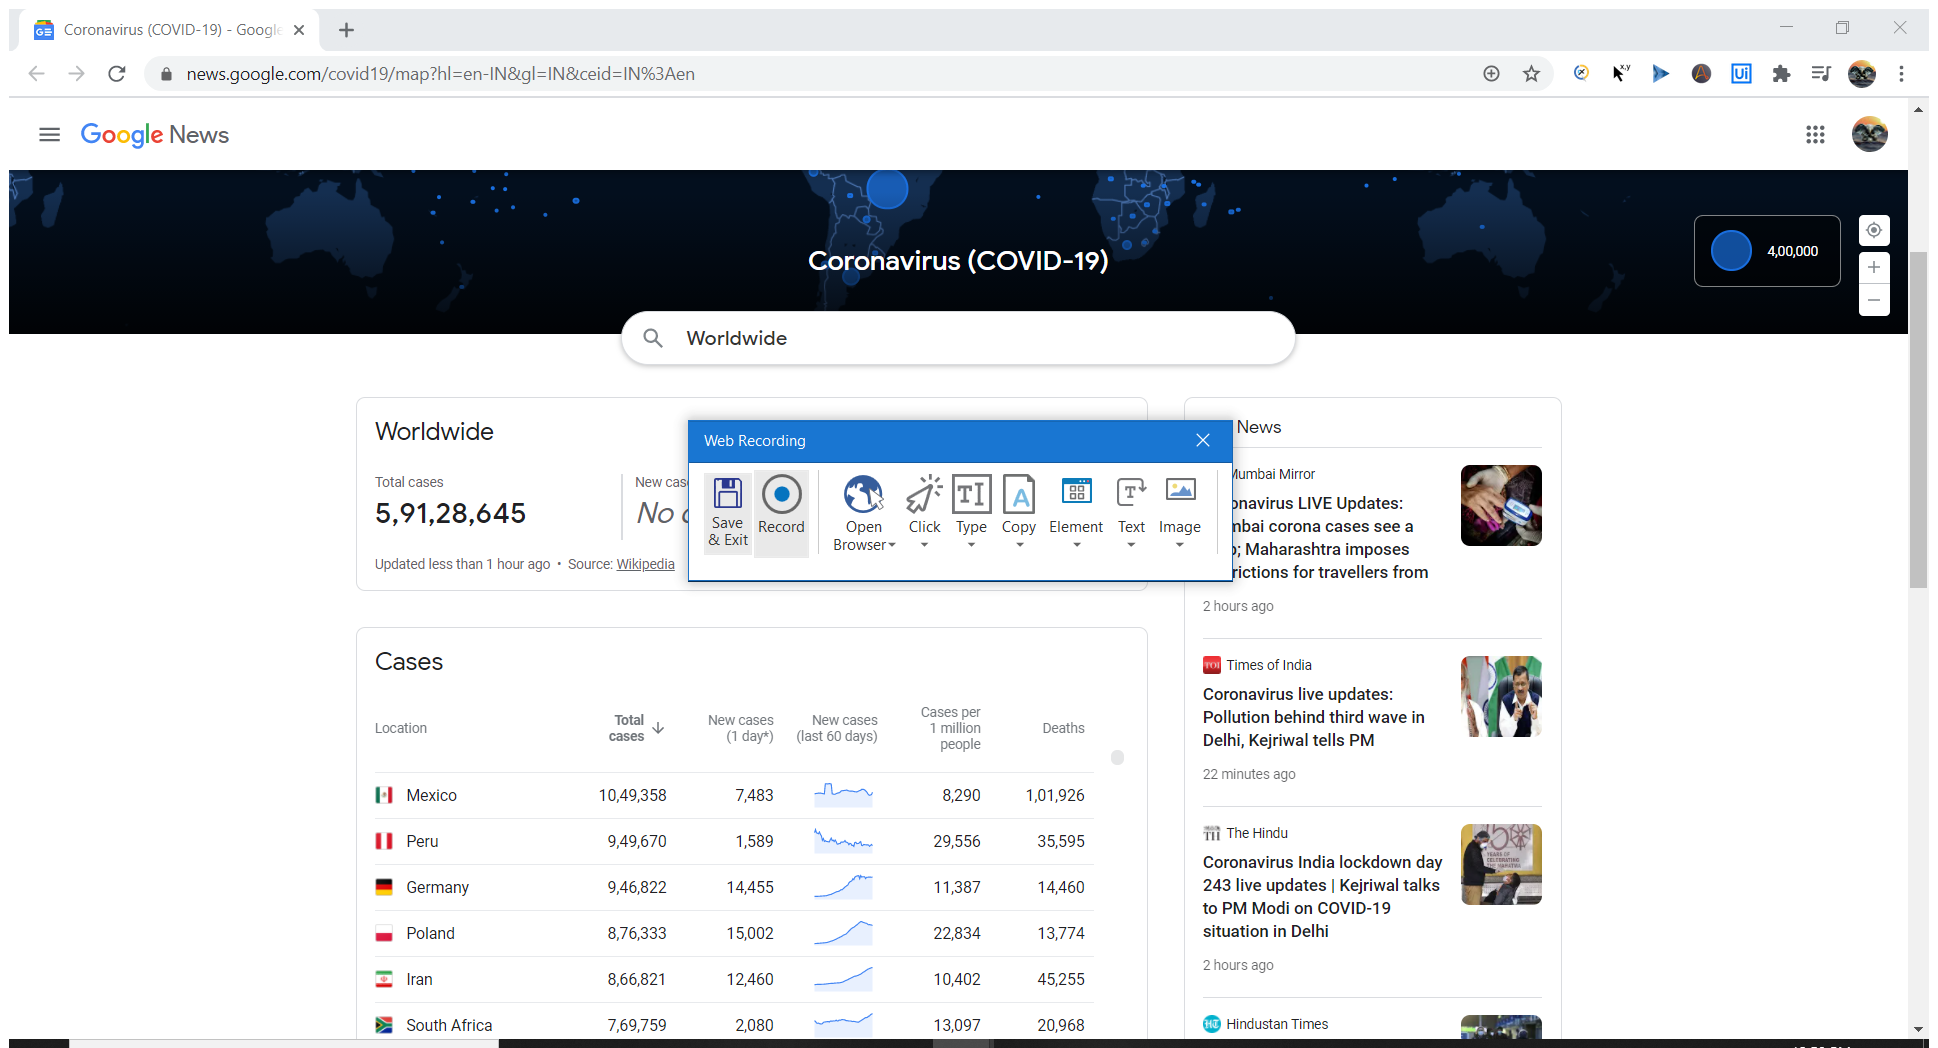 Coronavirus (COVID-19) - Google
news.google.com/covid19/map?hl=en-IN&gl=IN&ceid=IN%3Aen
x,y
Ui
Google News
Coronavirus (COVID-19)
4,00,000
Worldwide
Worldwide
Total cases
5,91,28,645
New cas
No
Updated less than 1 hour ago • Source: Wikipedia
Web Recording
Save & Exit
Record
Open Browser
Click
Type
Copy
Element
Text
Image
Cases
Location
Total cases
New cases (1 day*)
New cases (last 60 days)
Cases per 1 million people
Deaths
Mexico 10,49,358 7,483 8,290 1,01,926
Peru 9,49,670 1,589 29,556 35,595
Germany 9,46,822 14,455 11,387 14,460
Poland 8,76,333 15,002 22,834 13,774
Iran 8,66,821 12,460 10,402 45,255
South Africa 7,69,759 2,080 13,097 20,968
News
Mumbai Mirror
onavirus LIVE Updates:
mbai corona cases see a
; Maharashtra imposes
rictions for travellers from
2 hours ago
TOI Times of India
Coronavirus live updates:
Pollution behind third wave in
Delhi, Kejriwal tells PM
22 minutes ago
The Hindu
Coronavirus India lockdown day
243 live updates | Kejriwal talks
to PM Modi on COVID-19
situation in Delhi
2 hours ago
HT Hindustan Times